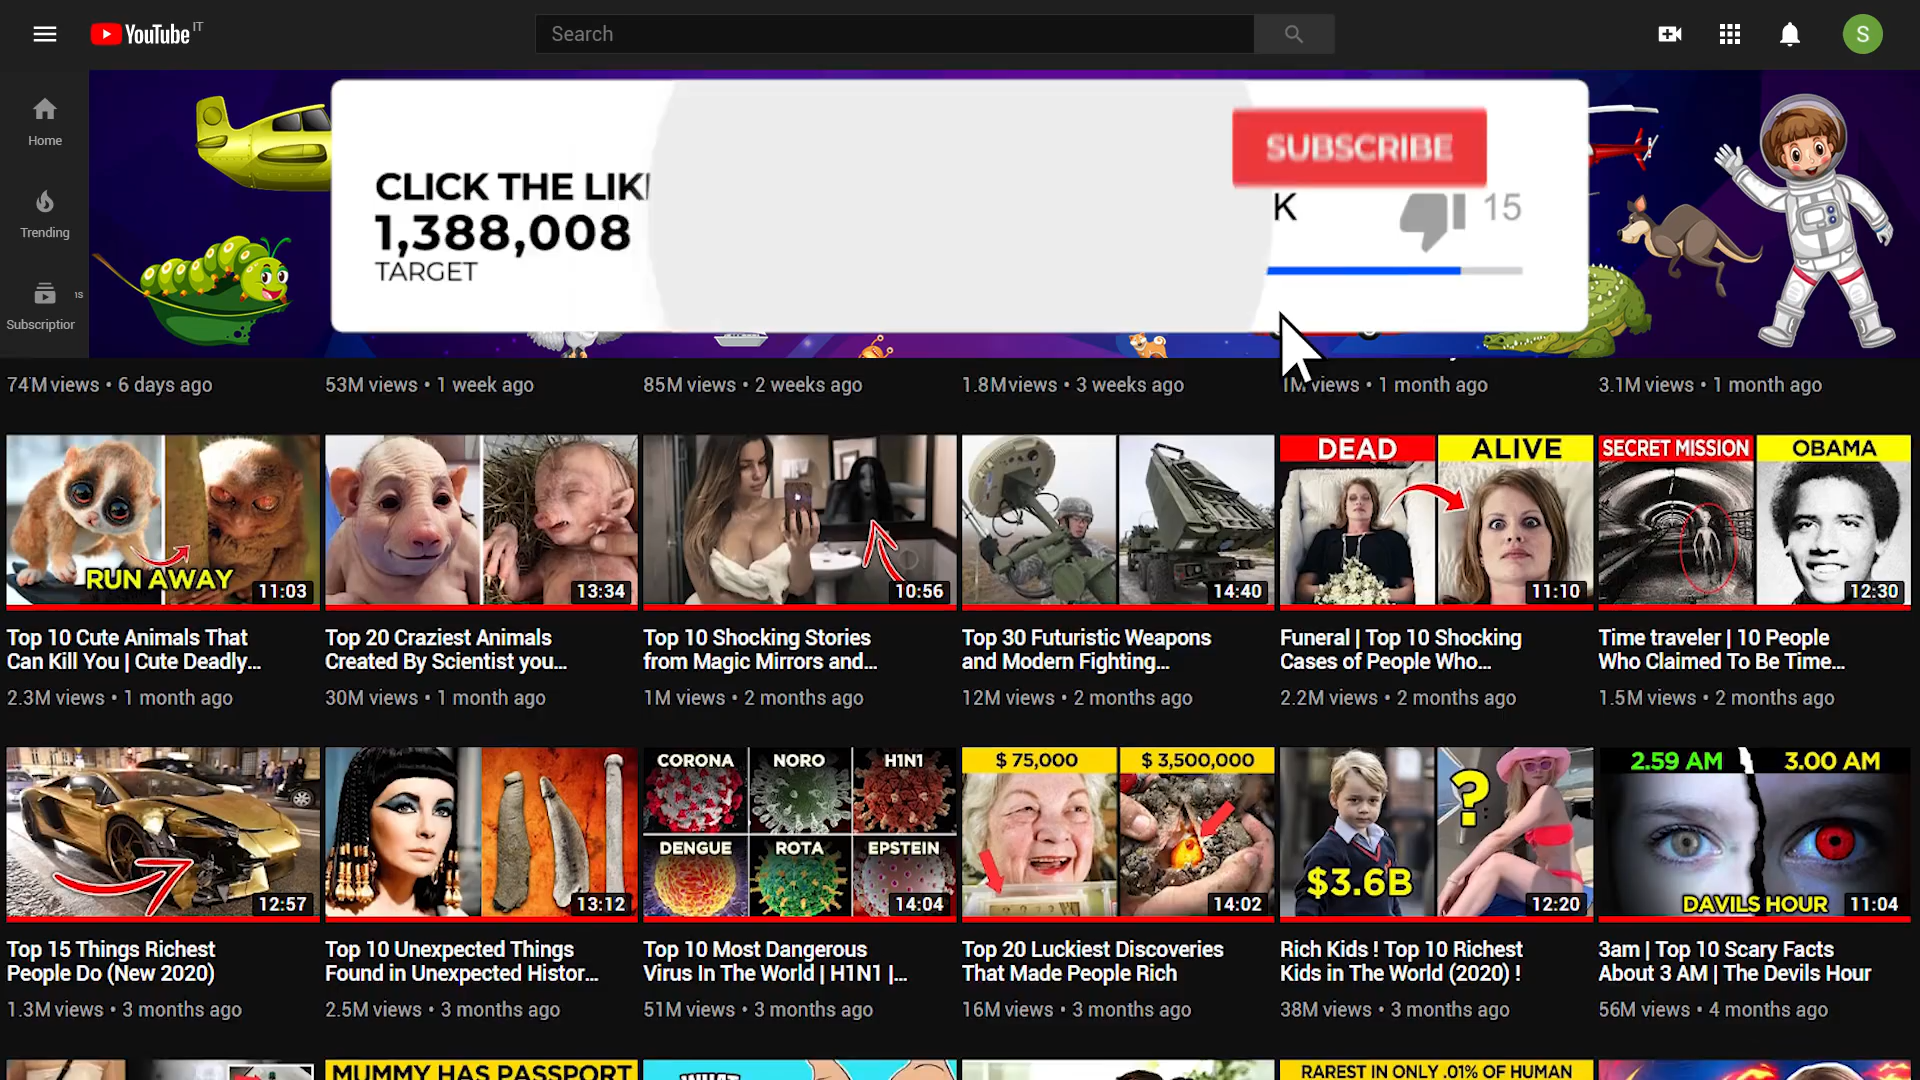 YouTube IT
Search
S
Home
Trending
Subscription
CLICK THE LIK
1,388,008
TARGET
SUBSCRIBE
K
15
74M views • 6 days ago
53M views • 1 week ago
85M views • 2 weeks ago
1.8M views • 3 weeks ago
1M views • 1 month ago
3.1M views • 1 month ago
RUN AWAY
11:03
13:34
10:56
14:40
DEAD
ALIVE
11:10
SECRET MISSION
OBAMA
12:30
Top 10 Cute Animals That
Can Kill You | Cute Deadly...
2.3M views • 1 month ago
Top 20 Craziest Animals
Created By Scientist you...
30M views • 1 month ago
Top 10 Shocking Stories
from Magic Mirrors and...
1M views • 2 months ago
Top 30 Futuristic Weapons
and Modern Fighting...
12M views • 2 months ago
Funeral | Top 10 Shocking
Cases of People Who...
2.2M views • 2 months ago
Time traveler | 10 People
Who Claimed To Be Time...
1.5M views • 2 months ago
12:57
13:12
CORONA
NORO
H1N1
DENGUE
ROTA
EPSTEIN
14:04
$ 75,000
$ 3,500,000
14:02
?
$3.6B
12:20
2.59 AM
3.00 AM
DAVILS HOUR
11:04
Top 15 Things Richest
People Do (New 2020)
1.3M views • 3 months ago
Top 10 Unexpected Things
Found in Unexpected Histor...
2.5M views • 3 months ago
Top 10 Most Dangerous
Virus In The World | H1N1 |...
51M views • 3 months ago
Top 20 Luckiest Discoveries
That Made People Rich
16M views • 3 months ago
Rich Kids ! Top 10 Richest
Kids in The World (2020) !
38M views • 3 months ago
3am | Top 10 Scary Facts
About 3 AM | The Devils Hour
56M views • 4 months ago
MUMMY HAS PASSPORT
WHAT
RAREST IN ONLY .01% OF HUMAN